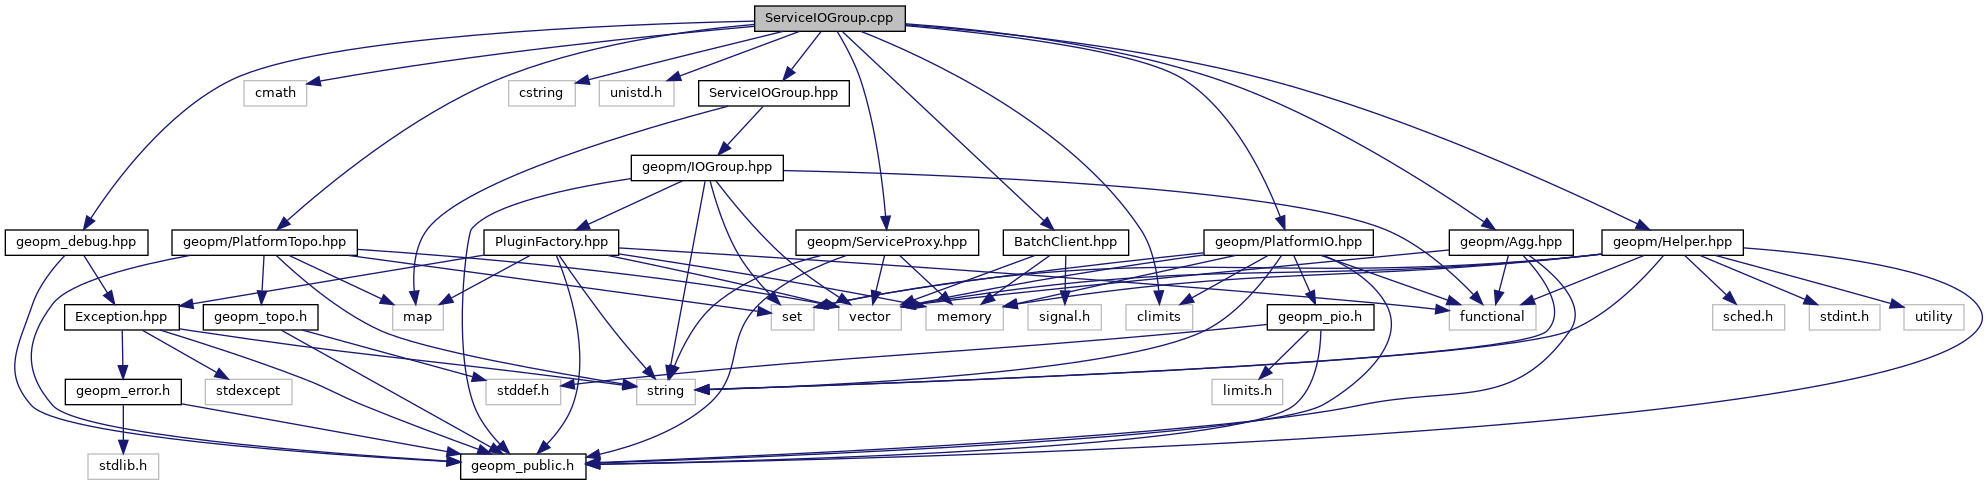 ServiceIOGroup.cpp
cmath
cstring
unistd.h
ServiceIOGroup.hpp
geopm/IOGroup.hpp
geopm_debug.hpp
geopm/PlatformTopo.hpp
PluginFactory.hpp
geopm/ServiceProxy.hpp
BatchClient.hpp
geopm/PlatformIO.hpp
geopm/Agg.hpp
geopm/Helper.hpp
Exception.hpp
geopm_topo.h
map
set
vector
memory
signal.h
climits
geopm_pio.h
functional
sched.h
stdint.h
utility
geopm_error.h
stdexcept
stddef.h
string
limits.h
stdlib.h
geopm_public.h